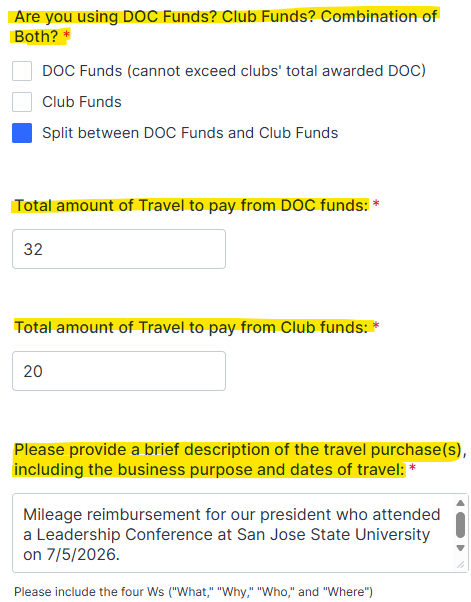 Are you using DOC Funds? Club Funds? Combination of
Both? *
DOC Funds (cannot exceed clubs' total awarded DOC)
Club Funds
Split between DOC Funds and Club Funds
Total amount of Travel to pay from DOC funds: *
32
Total amount of Travel to pay from Club funds: *
20
Please provide a brief description of the travel purchase(s),
including the business purpose and dates of travel: *
Mileage reimbursement for our president who attended
a Leadership Conference at San Jose State University
on 7/5/2026.
Please include the four Ws ("What," "Why," "Who," and "Where")